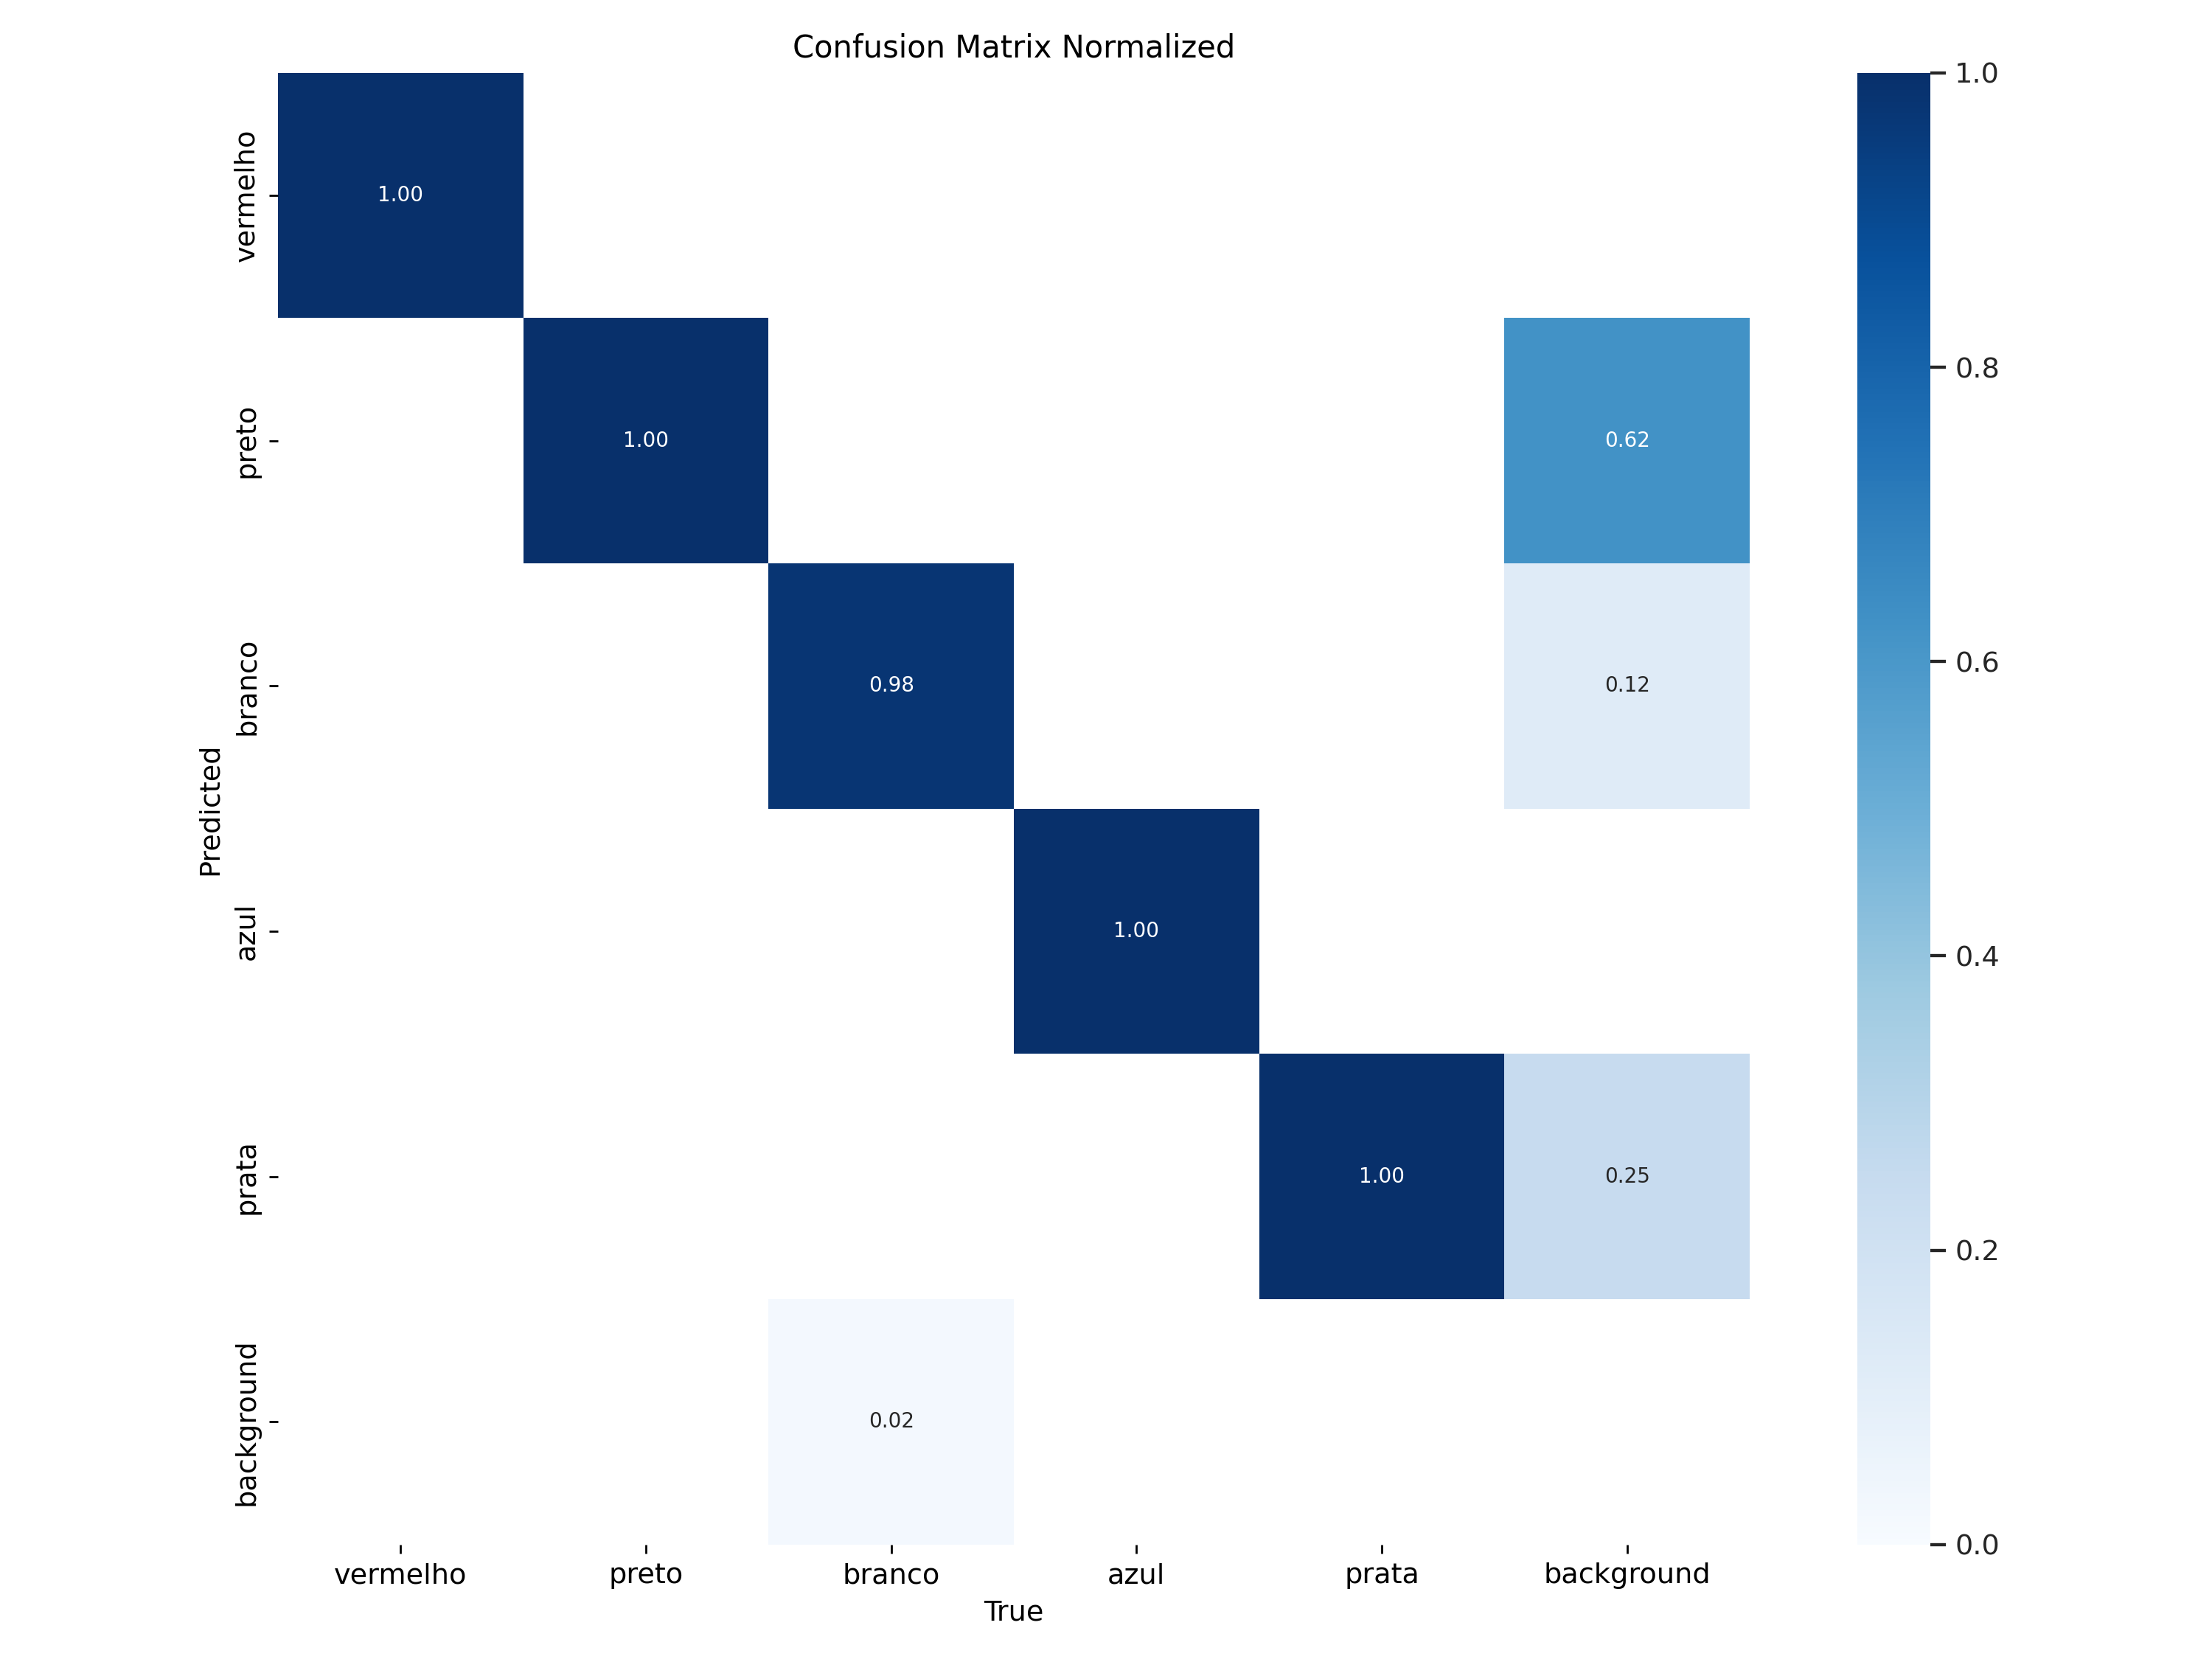 Confusion Matrix Normalized
vermelho
preto
branco
azul
prata
background
Predicted
1.00
1.00
0.62
0.98
0.12
1.00
1.00
0.25
0.02
vermelho
preto
branco
azul
prata
background
True
1.0
0.8
0.6
0.4
0.2
0.0